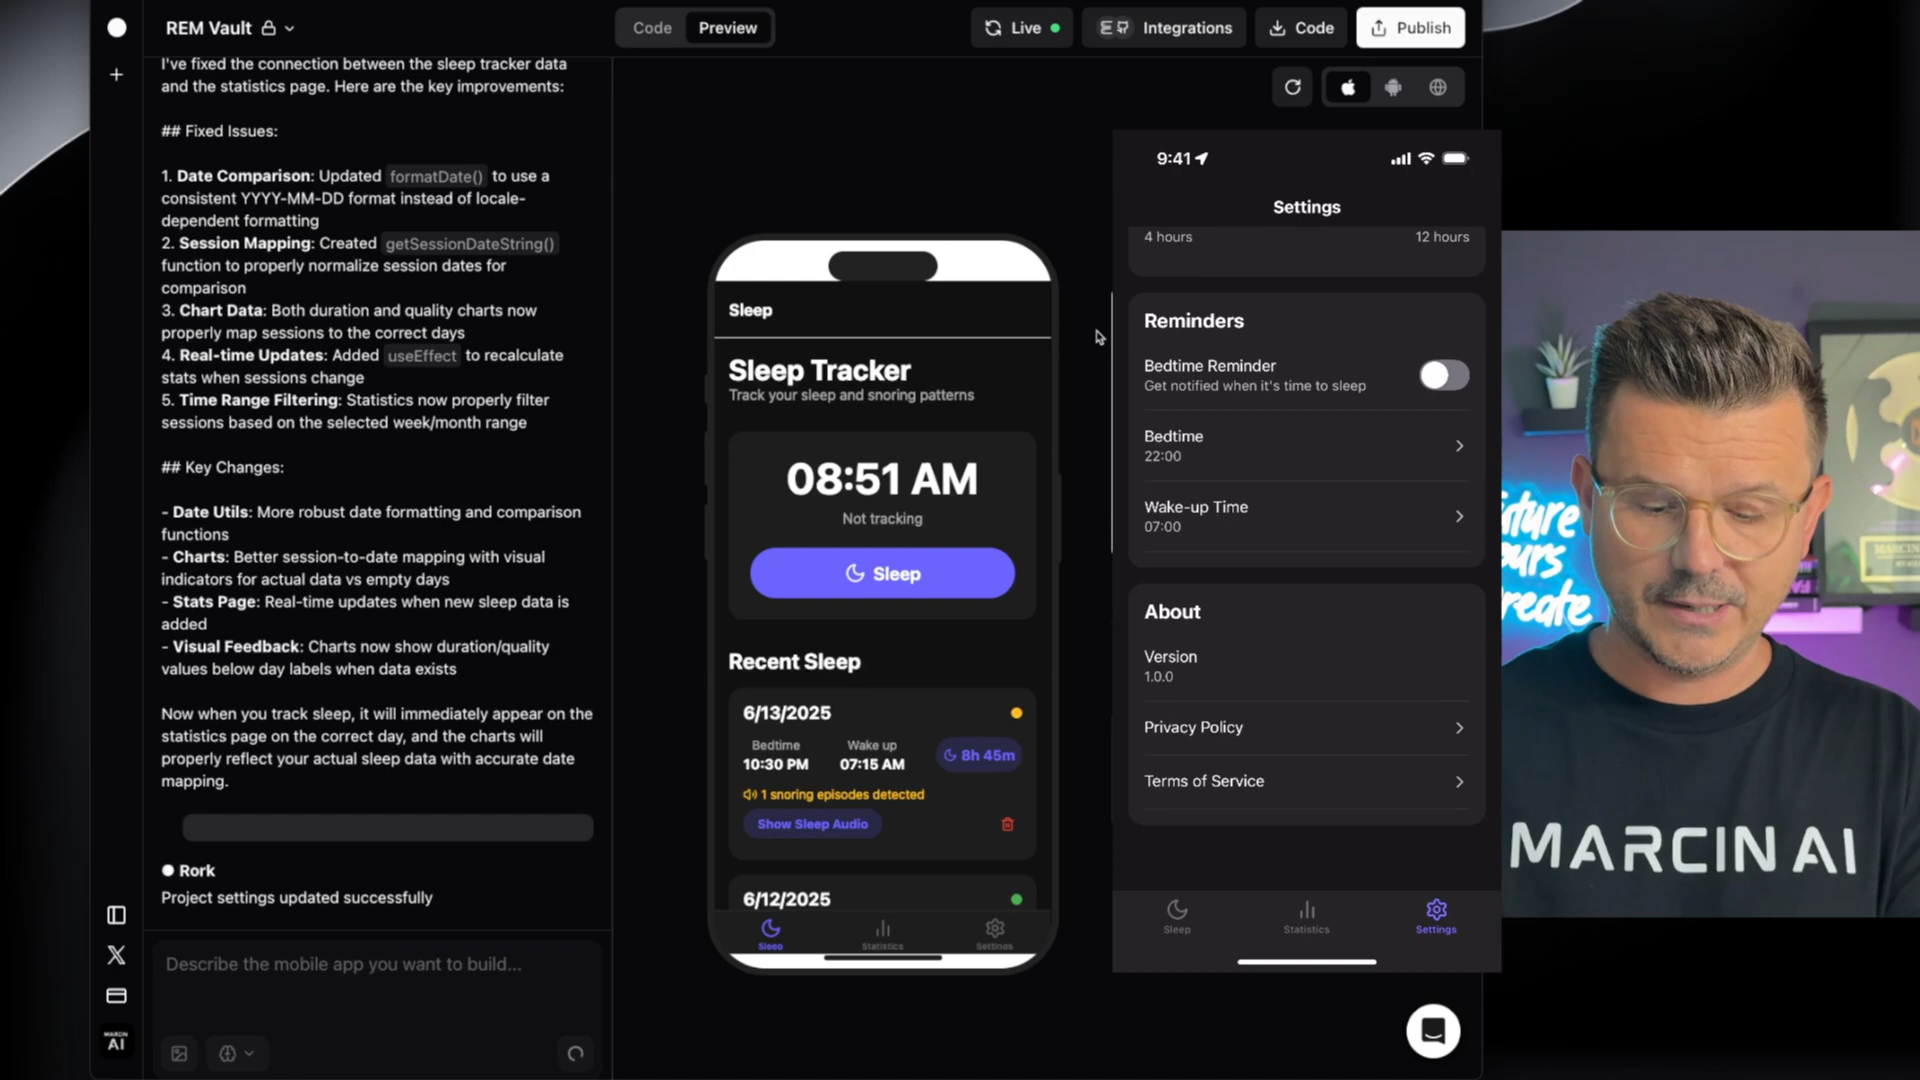 REM Vault
Code
Preview
Live
Integrations
Code
Publish
I've fixed the connection between the sleep tracker data
and the statistics page. Here are the key improvements:
## Fixed Issues:
1. Date Comparison: Updated formatDate() to use a
consistent YYYY-MM-DD format instead of locale-
dependent formatting
2. Session Mapping: Created getSessionDateString()
function to properly normalize session dates for
comparison
3. Chart Data: Both duration and quality charts now
properly map sessions to the correct days
4. Real-time Updates: Added useEffect to recalculate
stats when sessions change
5. Time Range Filtering: Statistics now properly filter
sessions based on the selected week/month range
## Key Changes:
- Date Utils: More robust date formatting and comparison
functions
- Charts: Better session-to-date mapping with visual
indicators for actual data vs empty days
- Stats Page: Real-time updates when new sleep data is
added
- Visual Feedback: Charts now show duration/quality
values below day labels when data exists
Now when you track sleep, it will immediately appear on the
statistics page on the correct day, and the charts will
properly reflect your actual sleep data with accurate date
mapping.
Rork
Project settings updated successfully
Describe the mobile app you want to build...
MARCIN
AI
Sleep
Sleep Tracker
Track your sleep and snoring patterns
08:51 AM
Not tracking
Sleep
Recent Sleep
6/13/2025
Bedtime
Wake up
10:30 PM
07:15 AM
8h 45m
1 snoring episodes detected
Show Sleep Audio
6/12/2025
Sleep
Statistics
Settings
9:41
Settings
4 hours
12 hours
Reminders
Bedtime Reminder
Get notified when it's time to sleep
Bedtime
22:00
Wake-up Time
07:00
About
Version
1.0.0
Privacy Policy
Terms of Service
Sleep
Statistics
Settings
MARCIN AI